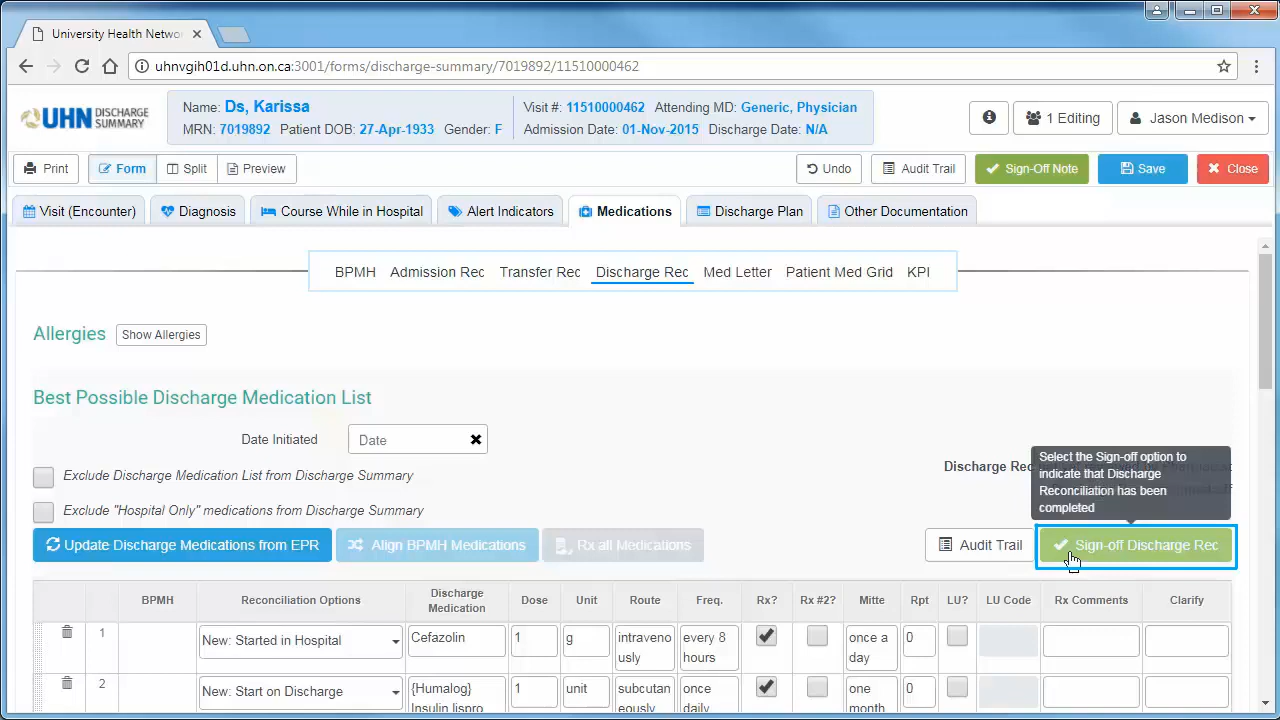 University Health Netwo
uhnvgih01d.uhn.on.ca:3001/forms/discharge-summary/7019892/11510000462
UHN DISCHARGE SUMMARY
Name: Ds, Karissa
MRN: 7019892 Patient DOB: 27-Apr-1933 Gender: F
Visit #: 11510000462 Attending MD: Generic, Physician
Admission Date: 01-Nov-2015 Discharge Date: N/A
1 Editing
Jason Medison
Print Form Split Preview Undo Audit Trail Sign-Off Note Save Close
Visit (Encounter) Diagnosis Course While in Hospital Alert Indicators Medications Discharge Plan Other Documentation
BPMH Admission Rec Transfer Rec Discharge Rec Med Letter Patient Med Grid KPI
Allergies Show Allergies
Best Possible Discharge Medication List
Date Initiated Date
Exclude Discharge Medication List from Discharge Summary
Exclude "Hospital Only" medications from Discharge Summary
Discharge Rec
Select the Sign-off option to
indicate that Discharge
Reconciliation has been
completed
Update Discharge Medications from EPR Align BPMH Medications Rx all Medications Audit Trail Sign-off Discharge Rec
BPMH Reconciliation Options Discharge Medication Dose Unit Route Freq. Rx? Rx #2? Mitte Rpt LU? LU Code Rx Comments Clarify
1 New: Started in Hospital Cefazolin 1 g intraveno usly every 8 hours once a day 0
2 New: Start on Discharge {Humalog} Insulin lispro 1 unit subcutan eously once daily one month 0